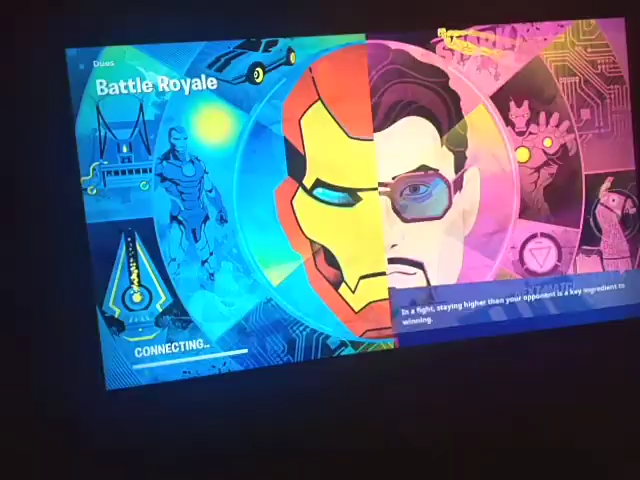 Duos
Battle Royale
In a fight, staying higher than your opponent is a key ingredient to
winning.
CONNECTING..